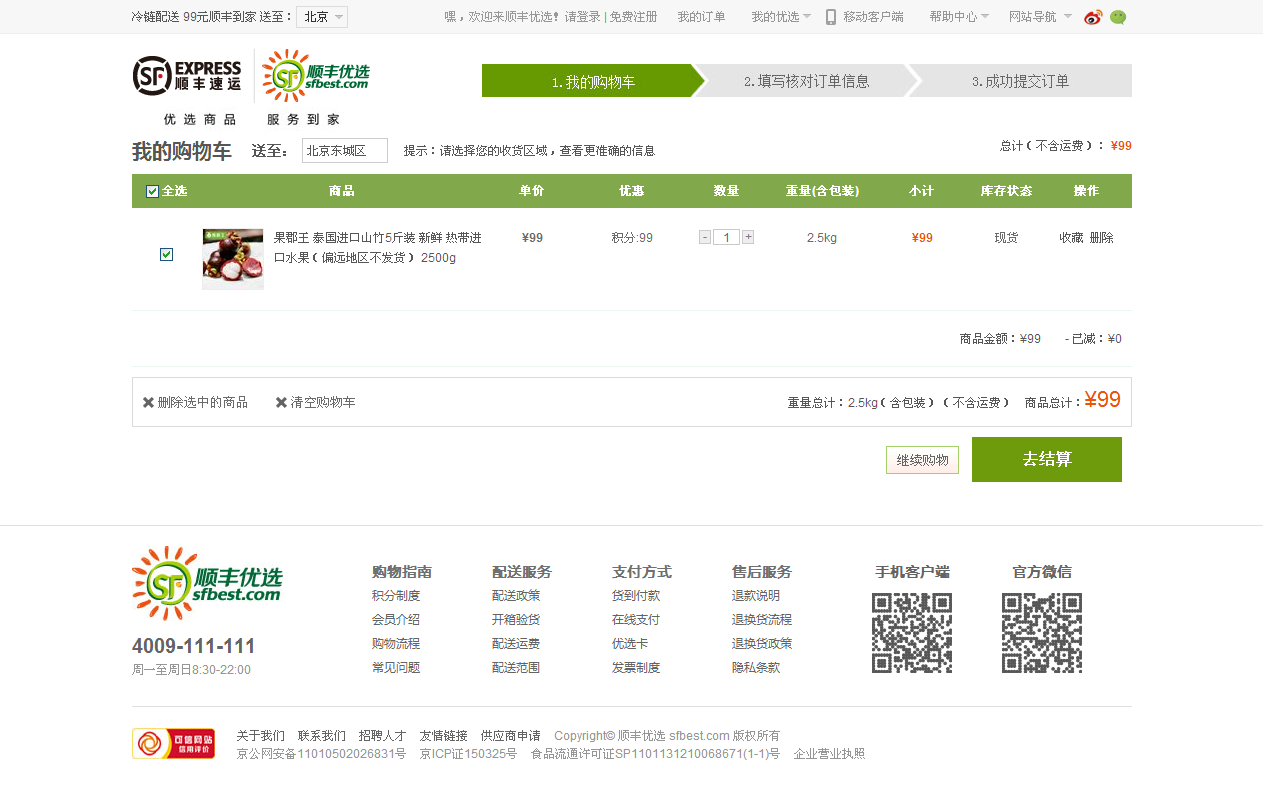 冷链配送 99元顺丰到家 送至： 北京 嘿，欢迎来顺丰优选! 请登录 | 免费注册 我的订单 我的优选 移动客户端 帮助中心 网站导航
SF EXPRESS 顺丰速运 SF 顺丰优选 sfbest.com
优选商品 服务到家
1.我的购物车 2.填写核对订单信息 3.成功提交订单
我的购物车 送至： 北京东城区 提示：请选择您的收货区域，查看更准确的信息 总计（不含运费）： ¥99
全选 商品 单价 优惠 数量 重量(含包装) 小计 库存状态 操作
果郡王 泰国进口山竹5斤装 新鲜 热带进 ¥99 积分:99 - 1 + 2.5kg ¥99 现货 收藏 删除
口水果（偏远地区不发货） 2500g
商品金额：¥99 - 已减：¥0
删除选中的商品 清空购物车 重量总计：2.5kg（含包装）（不含运费） 商品总计：¥99
继续购物 去结算
SF 顺丰优选 sfbest.com
4009-111-111
周一至周日8:30-22:00
购物指南 配送服务 支付方式 售后服务 手机客户端 官方微信
积分制度 配送政策 货到付款 退款说明
会员介绍 开箱验货 在线支付 退换货流程
购物流程 配送运费 优选卡 退换货政策
常见问题 配送范围 发票制度 隐私条款
可信网站 信用评价
关于我们 联系我们 招聘人才 友情链接 供应商申请 Copyright© 顺丰优选 sfbest.com 版权所有
京公网安备11010502026831号 京ICP证150325号 食品流通许可证SP1101131210068671(1-1)号 企业营业执照